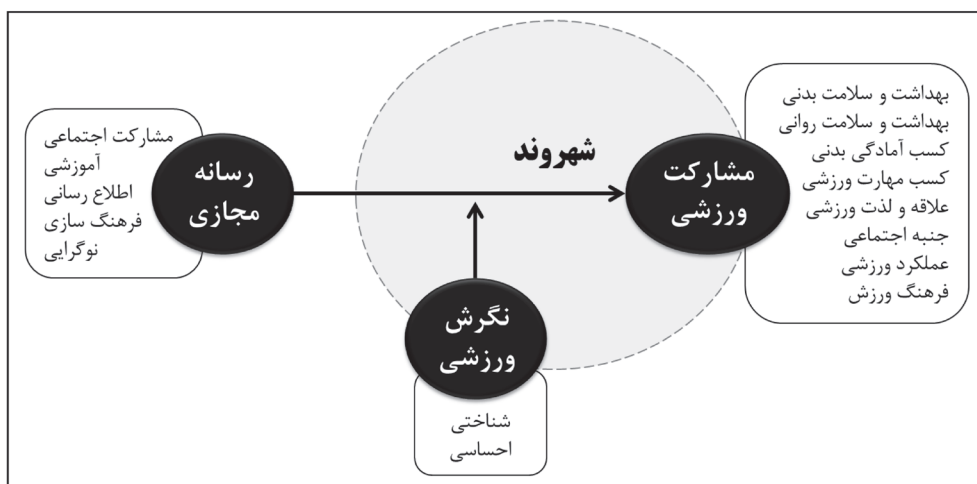 بهداشت و سلامت بدنی
بهداشت و سلامت روانی
کسب آمادگی بدنی
کسب مهارت ورزشی
علاقه و لذت ورزشی
جنبه اجتماعی
عملکرد ورزشی
فرهنگ ورزش
مشارکت
ورزشی
شهروند
رسانه
مجازی
مشارکت اجتماعی
آموزشی
اطلاع رسانی
فرهنگ سازی
نوگرایی
نگرش
ورزشی
شناختی
احساسی